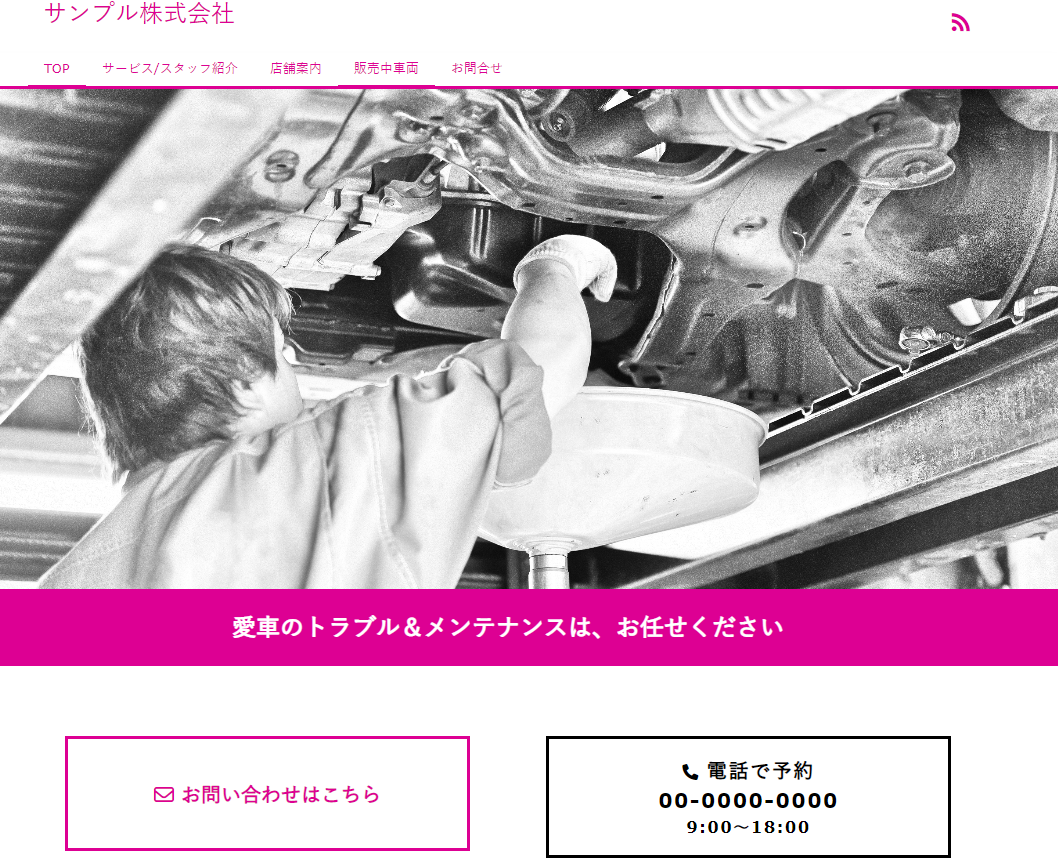 サンプル株式会社
TOP サービス/スタッフ紹介 店舗案内 販売中車両 お問合せ
愛車のトラブル＆メンテナンスは、お任せください
お問い合わせはこちら
電話で予約
00-0000-0000
9:00〜18:00